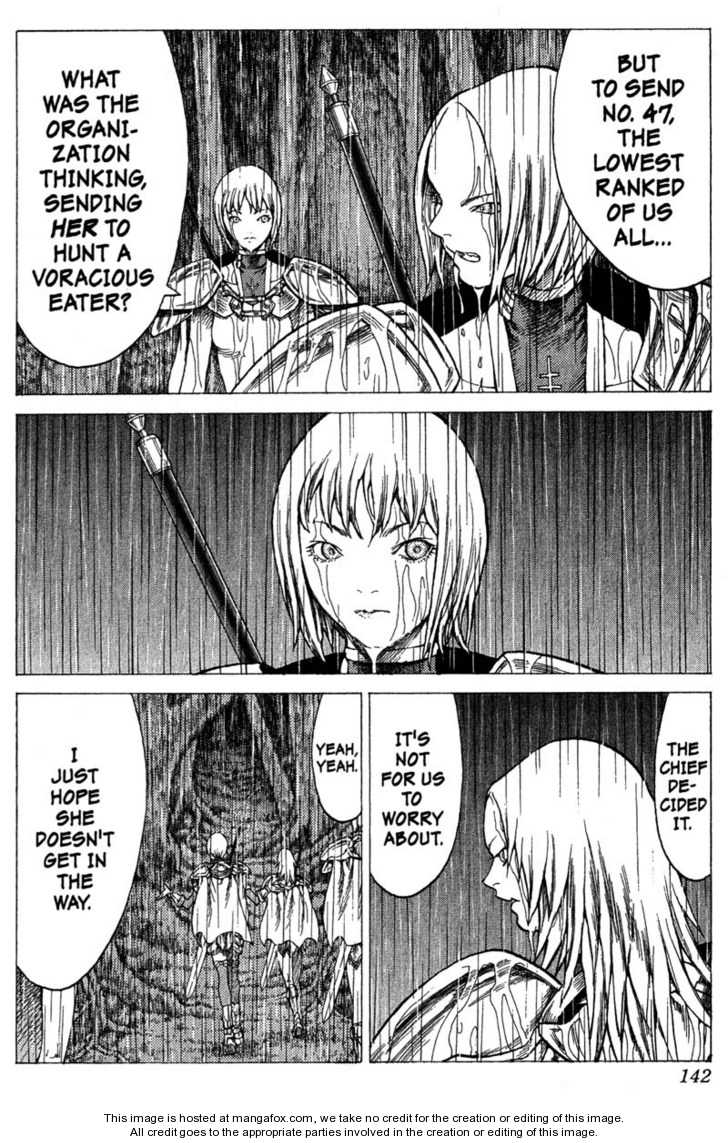 BUT
TO SEND
NO. 47,
THE
LOWEST
RANKED
OF US
ALL...
WHAT
WAS THE
ORGANI-
ZATION
THINKING,
SENDING
HER TO
HUNT A
VORACIOUS
EATER?
THE
CHIEF
DE-
CIDED
IT.
IT'S
NOT
FOR US
TO
WORRY
ABOUT.
YEAH,
YEAH.
I
JUST
HOPE
SHE
DOESN'T
GET IN
THE
WAY.
142
This image is hosted at mangafox.com, we take no credit for the creation or editing of this image.
All credit goes to the appropriate parties involved in the creation or editing of this image.